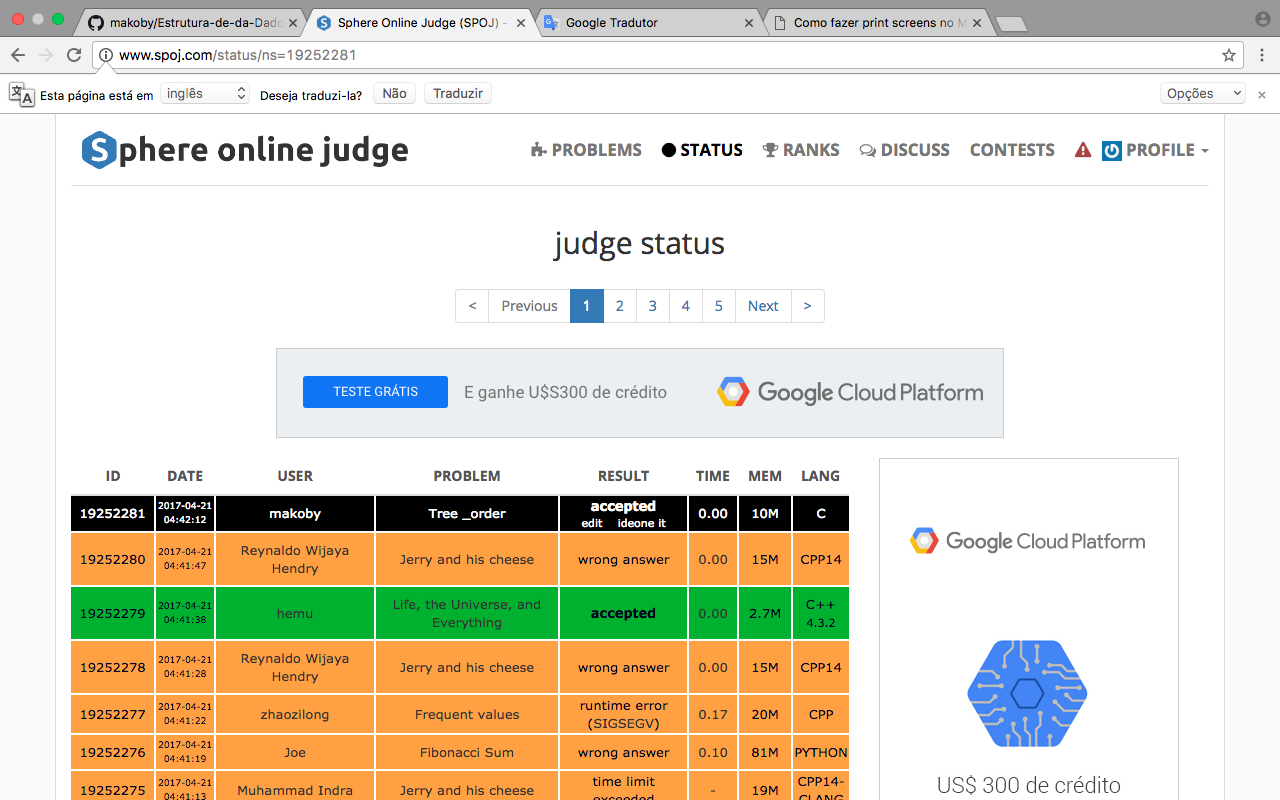 makoby/Estrutura-de-da-Dado
Sphere Online Judge (SPOJ) -
Google Tradutor
Como fazer print screens no M
www.spoj.com/status/ns=19252281
Esta página está em inglês Deseja traduzi-la? Não Traduzir Opções
Sphere online judge
PROBLEMS STATUS RANKS DISCUSS CONTESTS PROFILE
judge status
< Previous 1 2 3 4 5 Next >
TESTE GRÁTIS E ganhe U$S300 de crédito Google Cloud Platform
ID DATE USER PROBLEM RESULT TIME MEM LANG
19252281 2017-04-21 04:42:12 makoby Tree _order accepted edit ideone it 0.00 10M C
19252280 2017-04-21 04:41:47 Reynaldo Wijaya Hendry Jerry and his cheese wrong answer 0.00 15M CPP14
19252279 2017-04-21 04:41:38 hemu Life, the Universe, and Everything accepted 0.00 2.7M C++ 4.3.2
19252278 2017-04-21 04:41:28 Reynaldo Wijaya Hendry Jerry and his cheese wrong answer 0.00 15M CPP14
19252277 2017-04-21 04:41:22 zhaozilong Frequent values runtime error (SIGSEGV) 0.17 20M CPP
19252276 2017-04-21 04:41:19 Joe Fibonacci Sum wrong answer 0.10 81M PYTHON
19252275 2017-04-21 04:41:13 Muhammad Indra Jerry and his cheese time limit exceeded - 19M CPP14-CLANG
Google Cloud Platform
US$ 300 de crédito